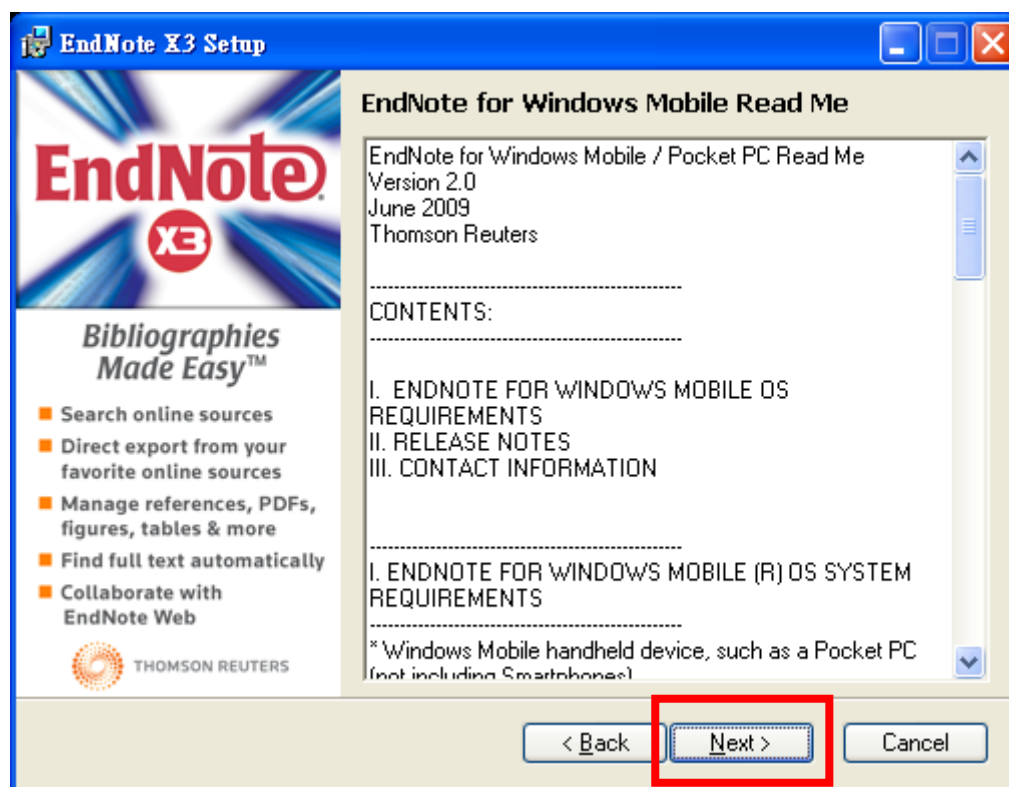 EndNote X3 Setup
EndNote
X3
Bibliographies
Made Easy™
Search online sources
Direct export from your
favorite online sources
Manage references, PDFs,
figures, tables & more
Find full text automatically
Collaborate with
EndNote Web
THOMSON REUTERS
EndNote for Windows Mobile Read Me
EndNote for Windows Mobile / Pocket PC Read Me
Version 2.0
June 2009
Thomson Reuters
----------------------------------------------------
CONTENTS:
----------------------------------------------------
I.  ENDNOTE FOR WINDOWS MOBILE OS
REQUIREMENTS
II. RELEASE NOTES
III. CONTACT INFORMATION
----------------------------------------------------
I. ENDNOTE FOR WINDOWS MOBILE (R) OS SYSTEM
REQUIREMENTS
----------------------------------------------------
* Windows Mobile handheld device, such as a Pocket PC
(not including Smartphones)
< Back
Next >
Cancel